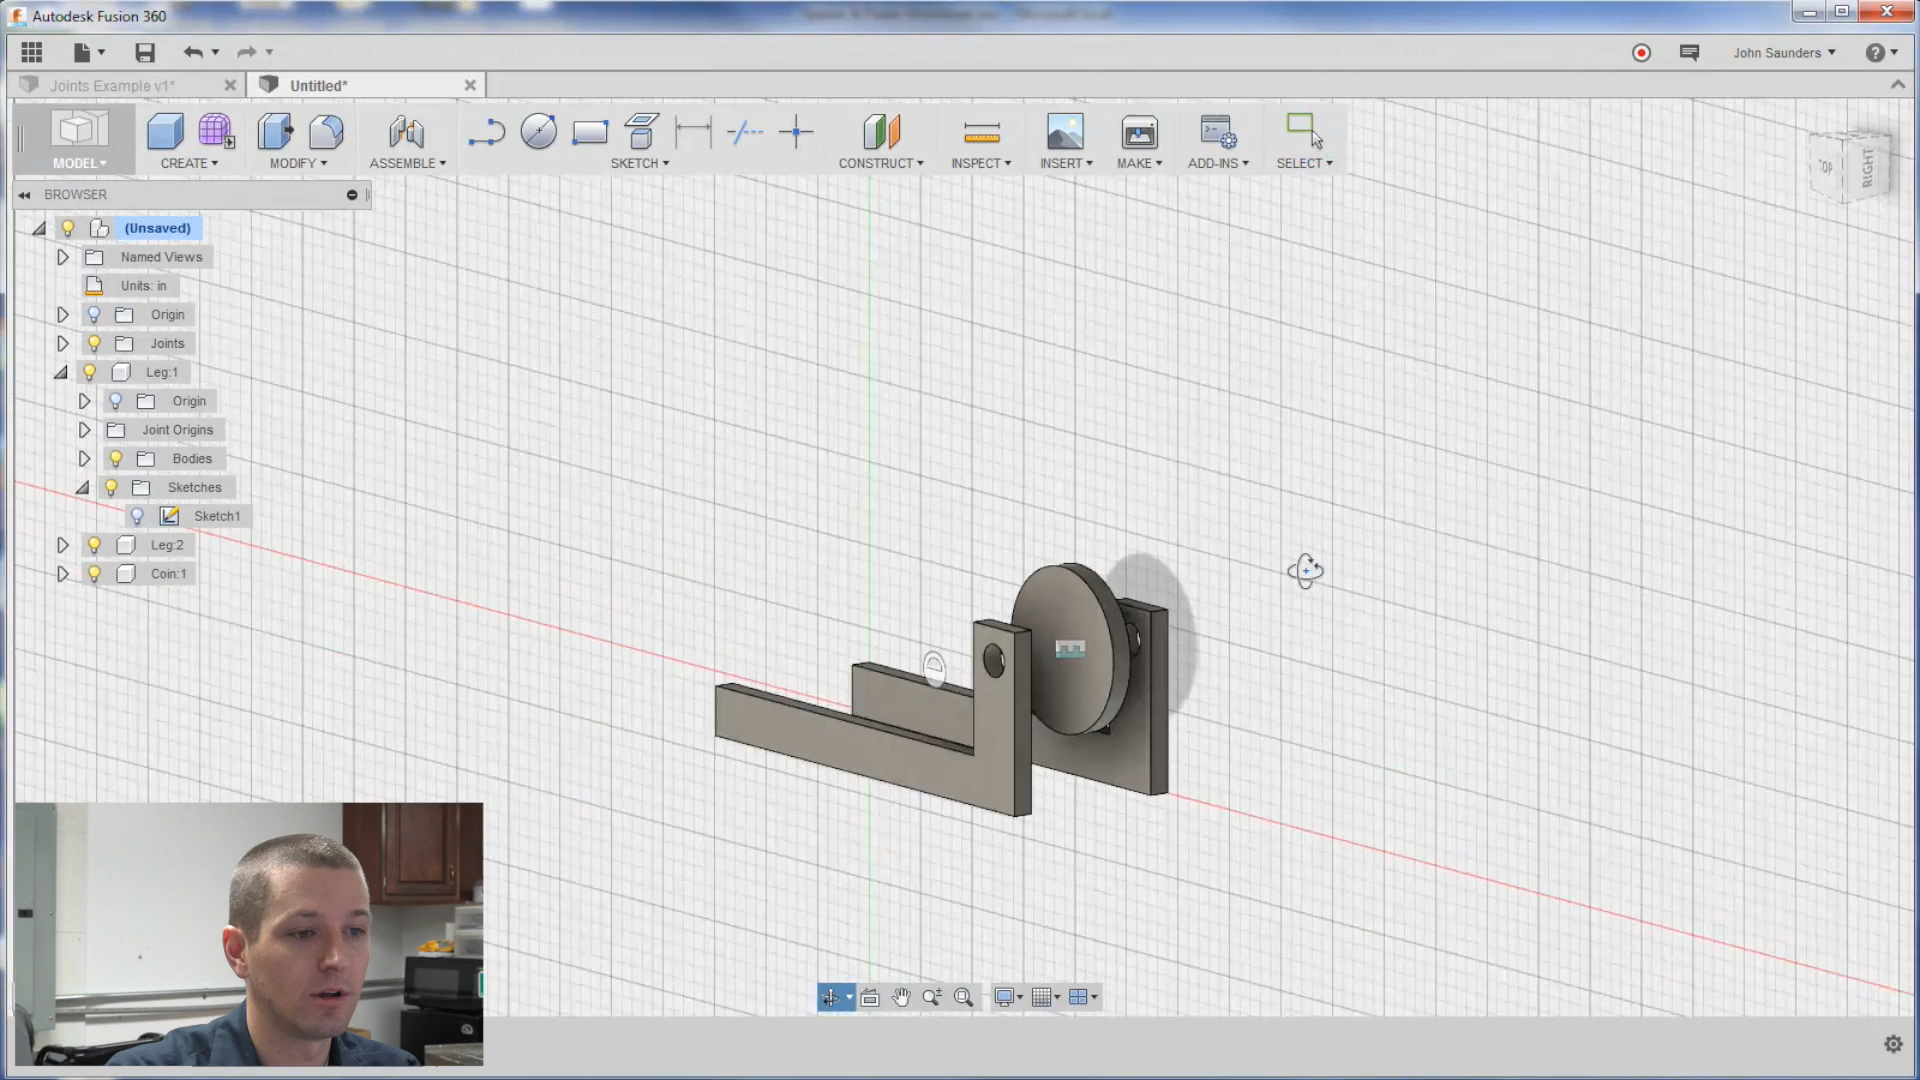 Autodesk Fusion 360
John Saunders
Joints Example v1*
Untitled*
MODEL
CREATE
MODIFY
ASSEMBLE
SKETCH
CONSTRUCT
INSPECT
INSERT
MAKE
ADD-INS
SELECT
TOP
RIGHT
BROWSER
(Unsaved)
Named Views
Units: in
Origin
Joints
Leg:1
Origin
Joint Origins
Bodies
Sketches
Sketch1
Leg:2
Coin:1